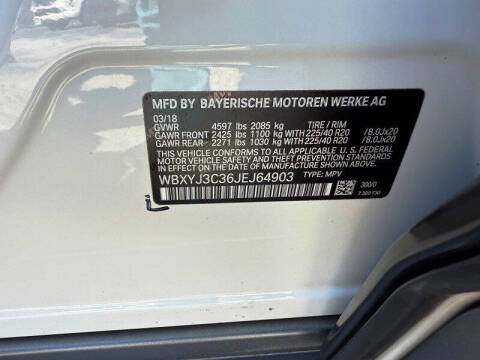 MFD BY BAYERISCHE MOTOREN WERKE AG
03/18
GVWR 4597 lbs 2085 kg TIRE / RIM
GAWR FRONT 2425 lbs 1100 kg WITH 225/40 R20 /8.0Jx20
GAWR REAR 2271 lbs 1030 kg WITH 225/40 R20 /8.0Jx20
THIS VEHICLE CONFORMS TO ALL APPLICABLE U. S. FEDERAL
MOTOR VEHICLE SAFETY, BUMPER, AND THEFT PREVENTION
STANDARDS IN EFFECT ON THE DATE OF MANUFACTURE
SHOWN ABOVE.
WBXYJ3C36JEJ64903 TYPE: MPV
300/0